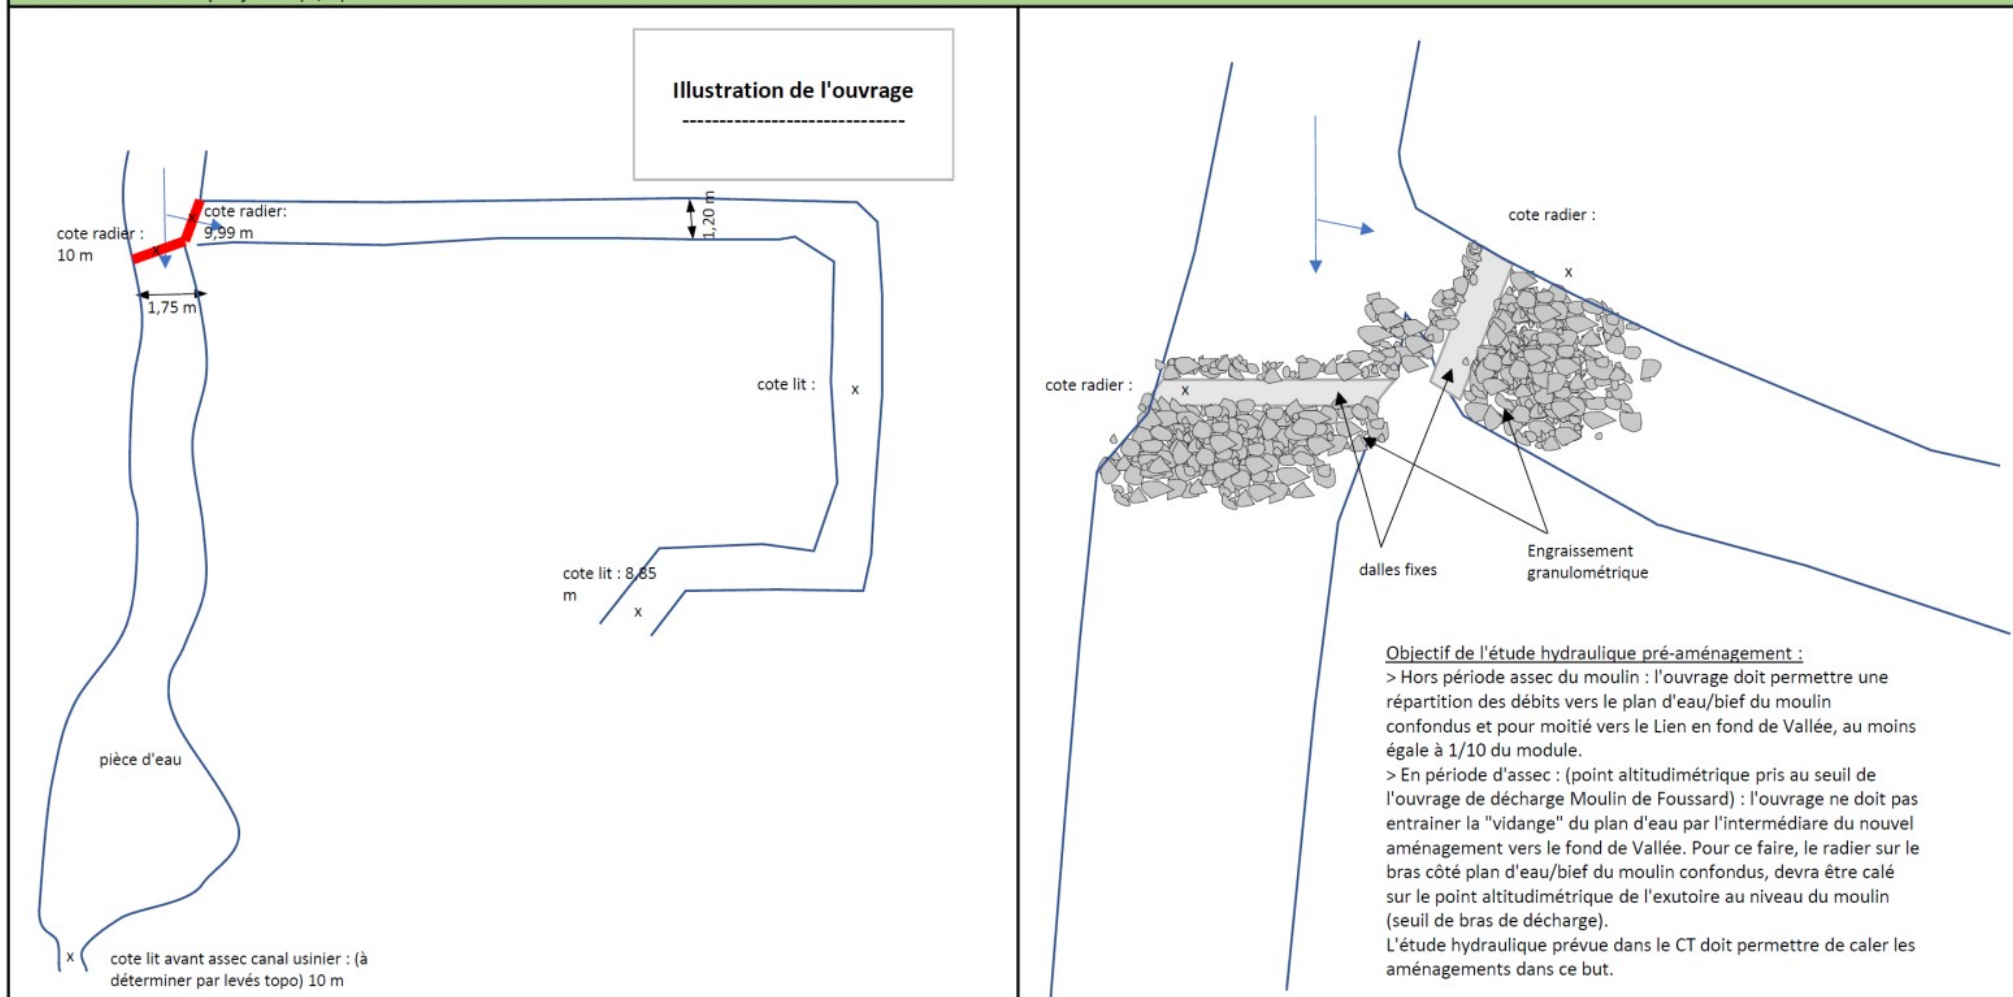 Illustration de l'ouvrage
------------------------------
cote radier:
9,99 m
cote radier :
10 m
x
x
1,20 m
1,75 m
cote lit :
x
cote lit : 8,85
m
x
pièce d'eau
x
cote lit avant assec canal usinier : (à
déterminer par levés topo) 10 m
cote radier :
x
cote radier :
x
dalles fixes
Engraissement
granulométrique
Objectif de l'étude hydraulique pré-aménagement :
> Hors période assec du moulin : l'ouvrage doit permettre une
répartition des débits vers le plan d'eau/bief du moulin
confondus et pour moitié vers le Lien en fond de Vallée, au moins
égale à 1/10 du module.
> En période d'assec : (point altitudimétrique pris au seuil de
l'ouvrage de décharge Moulin de Foussard) : l'ouvrage ne doit pas
entrainer la "vidange" du plan d'eau par l'intermédiare du nouvel
aménagement vers le fond de Vallée. Pour ce faire, le radier sur le
bras côté plan d'eau/bief du moulin confondus, devra être calé
sur le point altitudimétrique de l'exutoire au niveau du moulin
(seuil de bras de décharge).
L'étude hydraulique prévue dans le CT doit permettre de caler les
aménagements dans ce but.